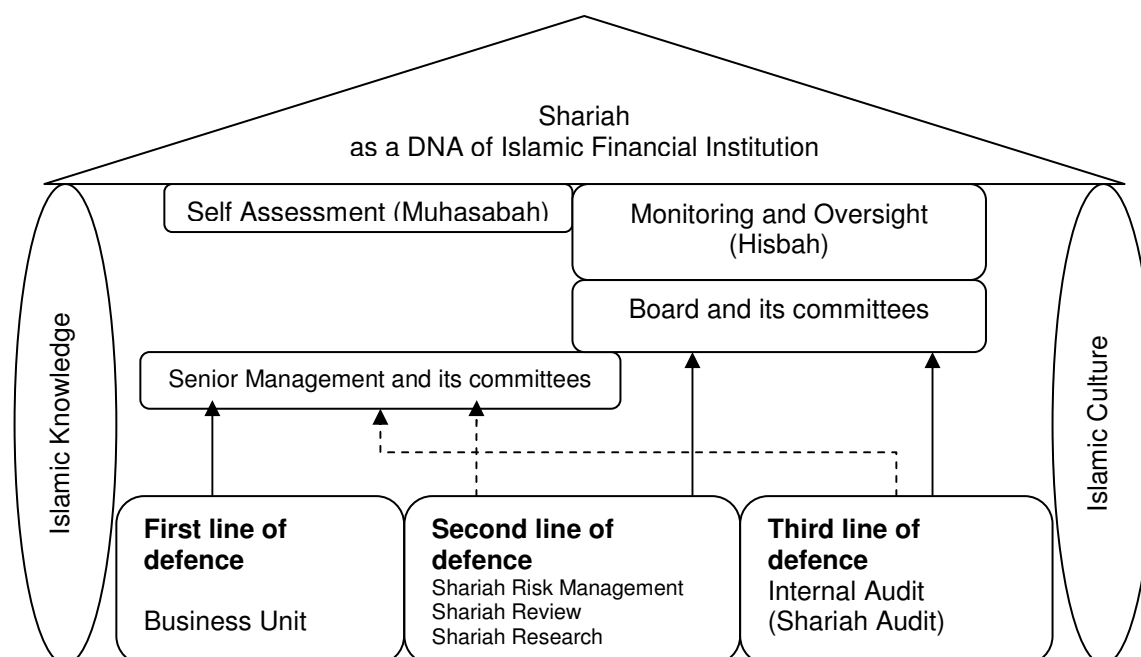 Shariah
as a DNA of Islamic Financial Institution
Self Assessment (Muhasabah)
Monitoring and Oversight
(Hisbah)
Board and its committees
Senior Management and its committees
Islamic Knowledge
Islamic Culture
First line of
defence
Business Unit
Second line of
defence
Shariah Risk Management
Shariah Review
Shariah Research
Third line of
defence
Internal Audit
(Shariah Audit)